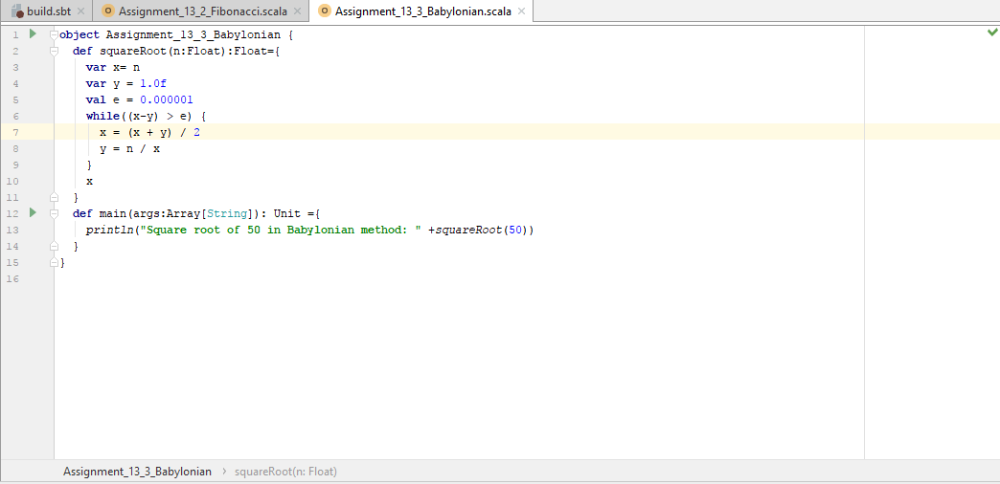 build.sbt Assignment_13_2_Fibonacci.scala Assignment_13_3_Babylonian.scala
1 object Assignment_13_3_Babylonian {
2 def squareRoot(n:Float):Float={
3 var x= n
4 var y = 1.0f
5 val e = 0.000001
6 while((x-y) > e) {
7 x = (x + y) / 2
8 y = n / x
9 }
10 x
11 }
12 def main(args:Array[String]): Unit ={
13 println("Square root of 50 in Babylonian method: " +squareRoot(50))
14 }
15 }
16
Assignment_13_3_Babylonian › squareRoot(n: Float)